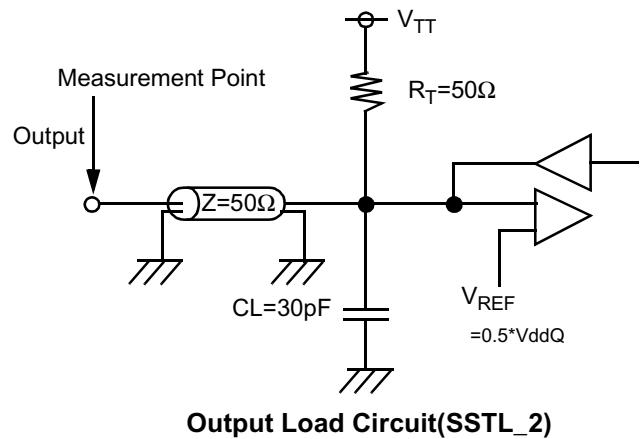 V_TT
Measurement Point
R_T=50Ω
Output
Z=50Ω
CL=30pF
V_REF
=0.5*VddQ
Output Load Circuit(SSTL_2)